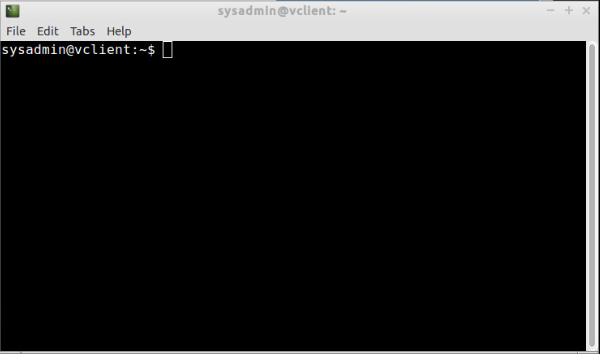 sysadmin@vclient: ~
File Edit Tabs Help
sysadmin@vclient:~$